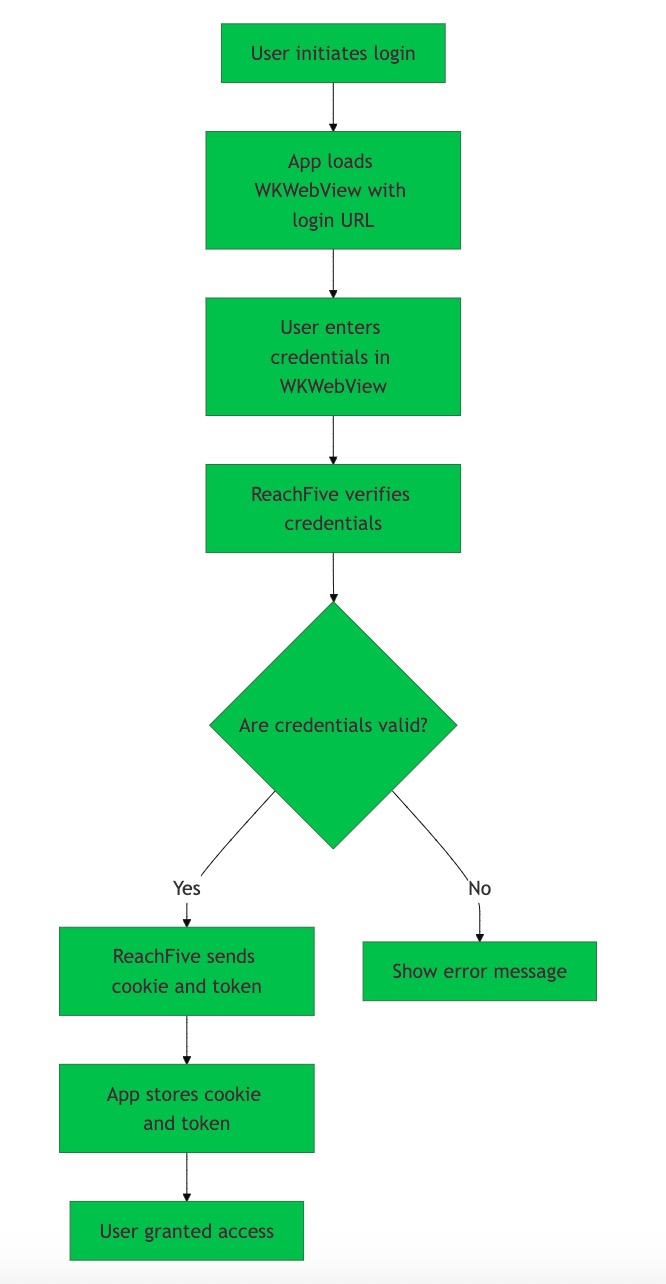 User initiates login
App loads
WKWebView with
login URL
User enters
credentials in
WKWebView
ReachFive verifies
credentials
Are credentials valid?
Yes
No
ReachFive sends
cookie and token
Show error message
App stores cookie
and token
User granted access